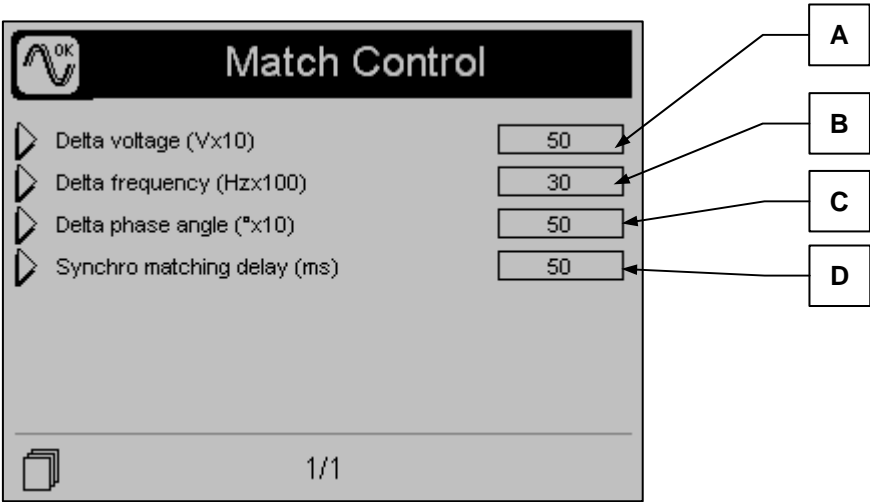 OK
Match Control
A
Delta voltage (Vx10) 50
B
Delta frequency (Hzx100) 30
C
Delta phase angle (°x10) 50
D
Synchro matching delay (ms) 50
1/1